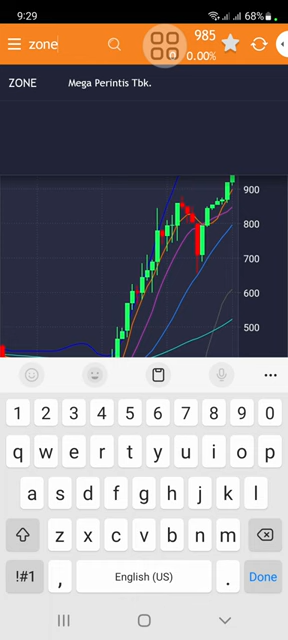 9:29
68%
zone
985
0.00%
ZONE Mega Perintis Tbk.
900
800
700
600
500
1 2 3 4 5 6 7 8 9 0
q w e r t y u i o p
a s d f g h j k l
z x c v b n m
!#1 , English (US) . Done